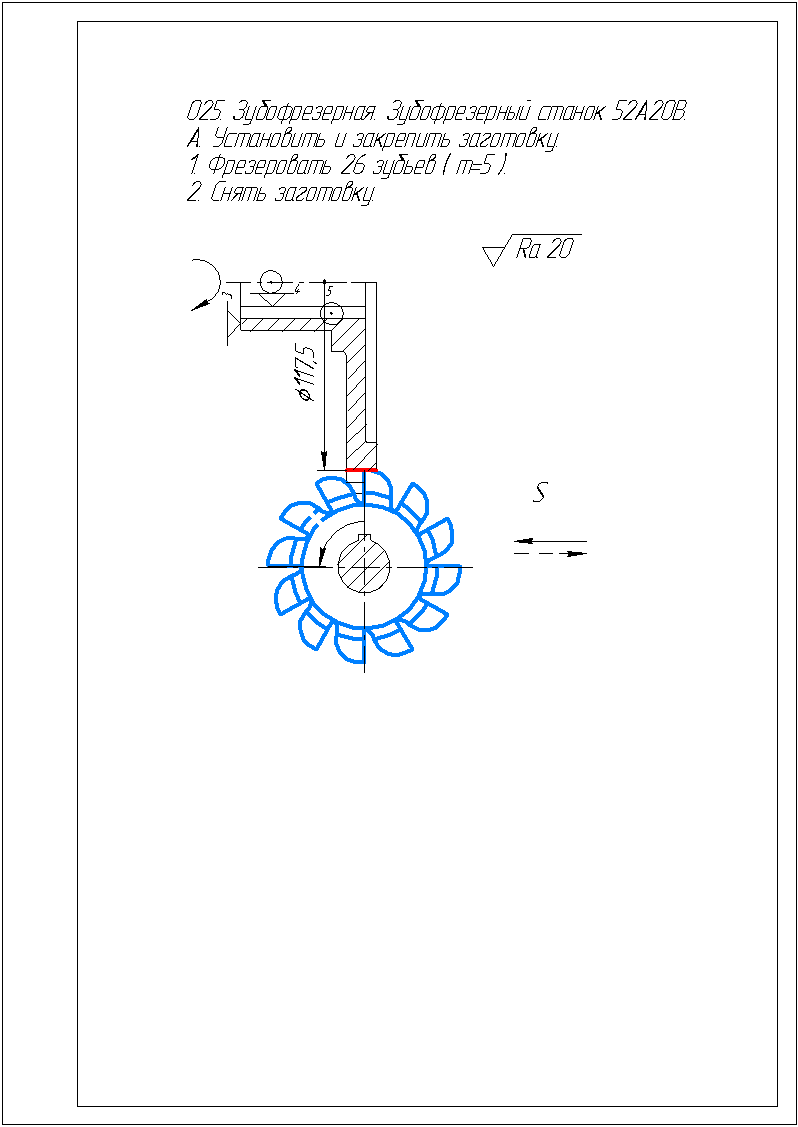 025. Зубофрезерная. Зубофрезерный станок 52А20В.
А. Установить и закрепить заготовку.
1. Фрезеровать 26 зубьев ( m=5 ).
2. Снять заготовку.
Ra 20
4
5
3
ϕ117,5
S